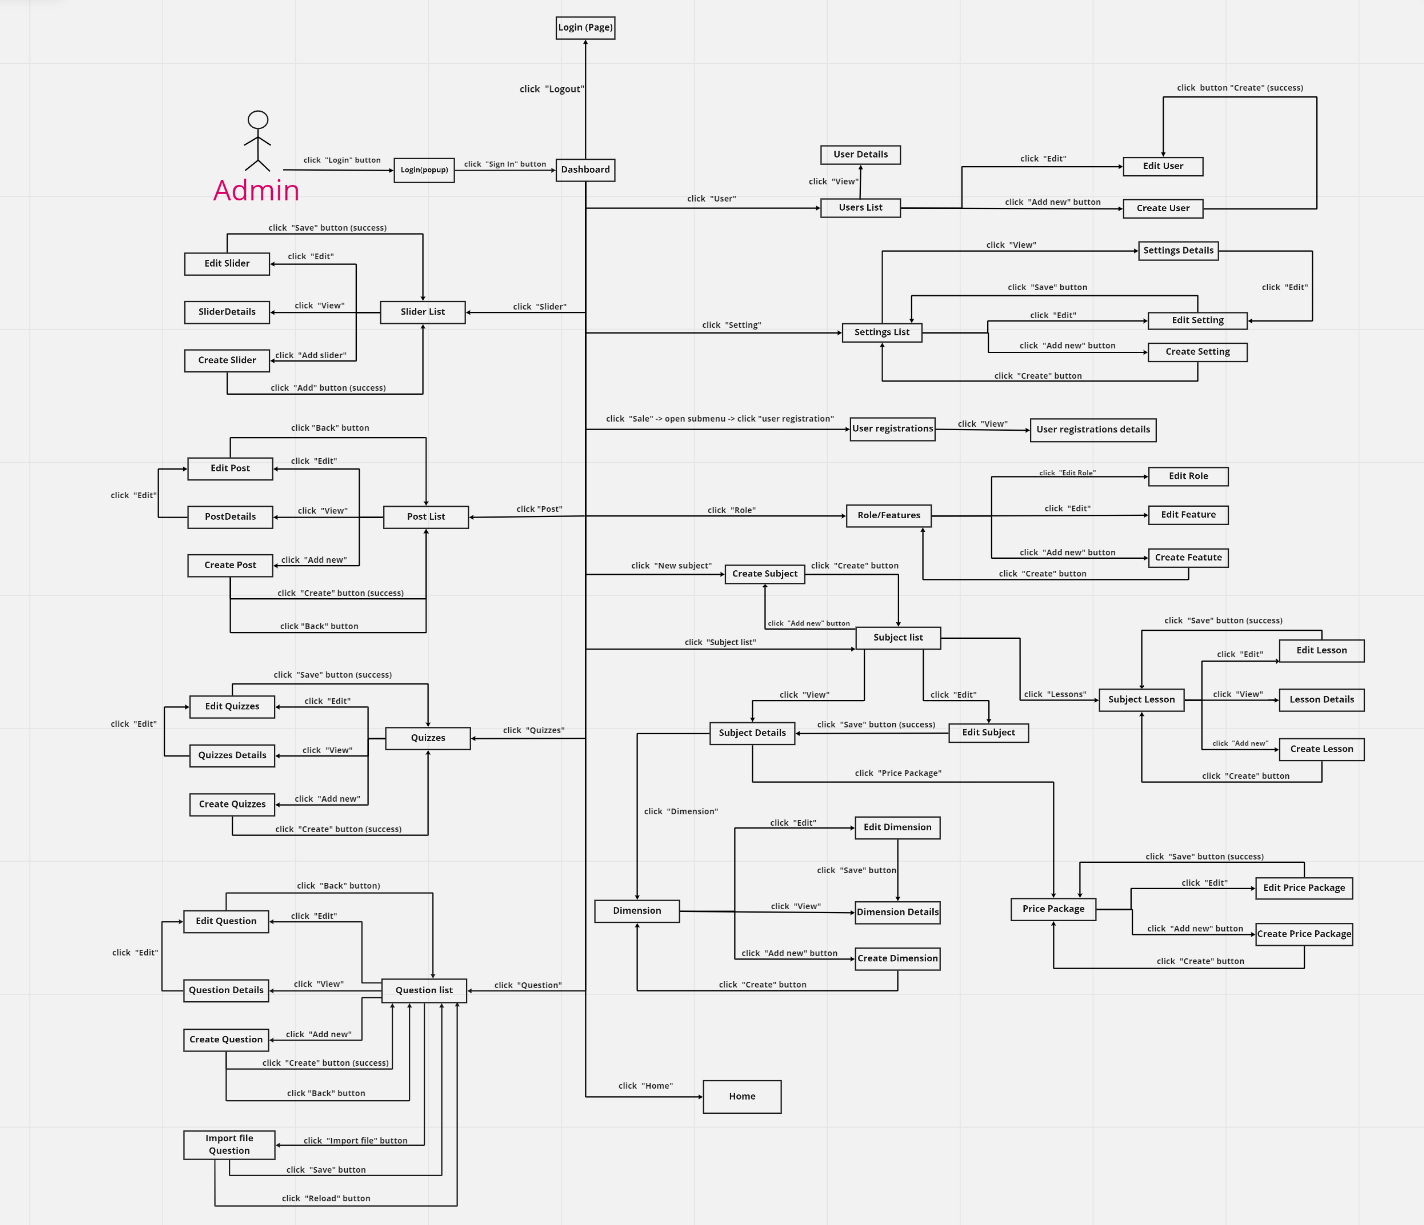 Login (Page)
click "Logout"
click "Login" button
Login(popup)
click "Sign In" button
Dashboard
Admin
click "User"
User Details
click "View"
Users List
click "Edit"
Edit User
click "Add new" button
Create User
click button "Create" (success)
click "Save" button (success)
Edit Slider
click "Edit"
SliderDetails
click "View"
Slider List
click "Slider"
Create Slider
click "Add slider"
click "Add" button (success)
click "View"
Settings Details
click "Save" button
click "Edit"
click "Setting"
Settings List
click "Edit"
Edit Setting
click "Add new" button
Create Setting
click "Create" button
click "Sale" -> open submenu -> click "user registration"
User registrations
click "View"
User registrations details
click "Back" button
Edit Post
click "Edit"
click "Edit"
PostDetails
click "View"
Post List
click "Post"
Create Post
click "Add new"
click "Create" button (success)
click "Back" button
click "Role"
Role/Features
click "Edit Role"
Edit Role
click "Edit"
Edit Feature
click "Add new" button
Create Featute
click "Create" button
click "New subject"
Create Subject
click "Create" button
click "Add new" button
click "Subject list"
Subject list
click "Lessons"
click "View"
click "Edit"
Subject Details
click "Save" button (success)
Edit Subject
click "Save" button (success)
Edit Lesson
click "Edit"
Subject Lesson
click "View"
Lesson Details
click "Add new"
Create Lesson
click "Create" button
click "Save" button (success)
Edit Quizzes
click "Edit"
click "Edit"
Quizzes
click "Quizzes"
Quizzes Details
click "View"
Create Quizzes
click "Add new"
click "Create" button (success)
click "Price Package"
click "Dimension"
click "Edit"
Edit Dimension
click "Save" button
Dimension
click "View"
Dimension Details
click "Add new" button
Create Dimension
click "Create" button
click "Save" button (success)
click "Edit"
Edit Price Package
Price Package
click "Add new" button
Create Price Package
click "Create" button
click "Back" button)
Edit Question
click "Edit"
click "Edit"
Question Details
click "View"
Question list
click "Question"
Create Question
click "Add new"
click "Create" button (success)
click "Back" button
click "Home"
Home
Import file
Question
click "Import file" button
click "Save" button
click "Reload" button